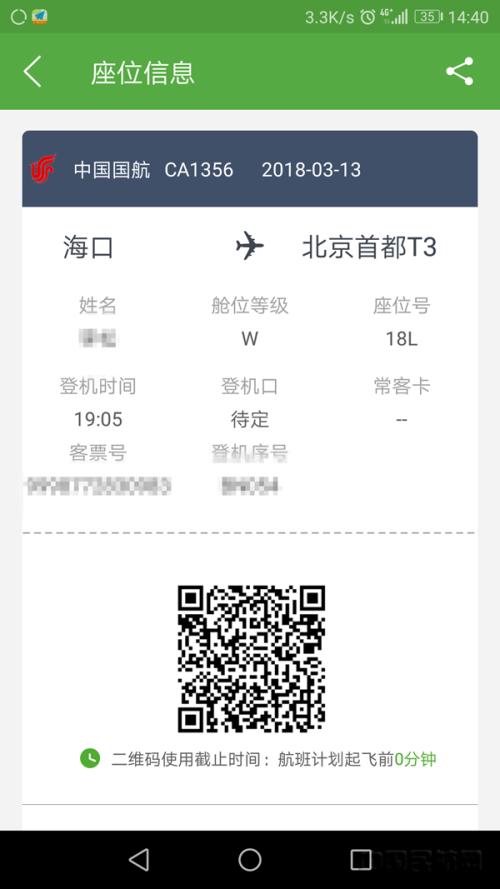 3.3K/s 4G+ 35 14:40
座位信息
中国国航 CA1356 2018-03-13
海口 北京首都T3
姓名 舱位等级 座位号
W 18L
登机时间 登机口 常客卡
19:05 待定 --
客票号 登机序号
二维码使用截止时间：航班计划起飞前0分钟